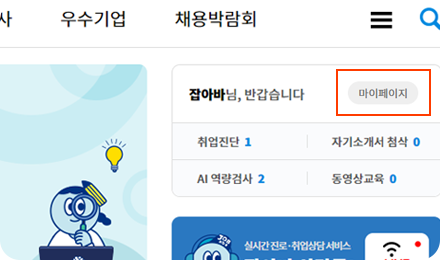 사 우수기업 채용박람회
잡아바님, 반갑습니다 마이페이지
취업진단 1 자기소개서 첨삭 0
AI 역량검사 2 동영상교육 0
실시간 진로·취업상담 서비스